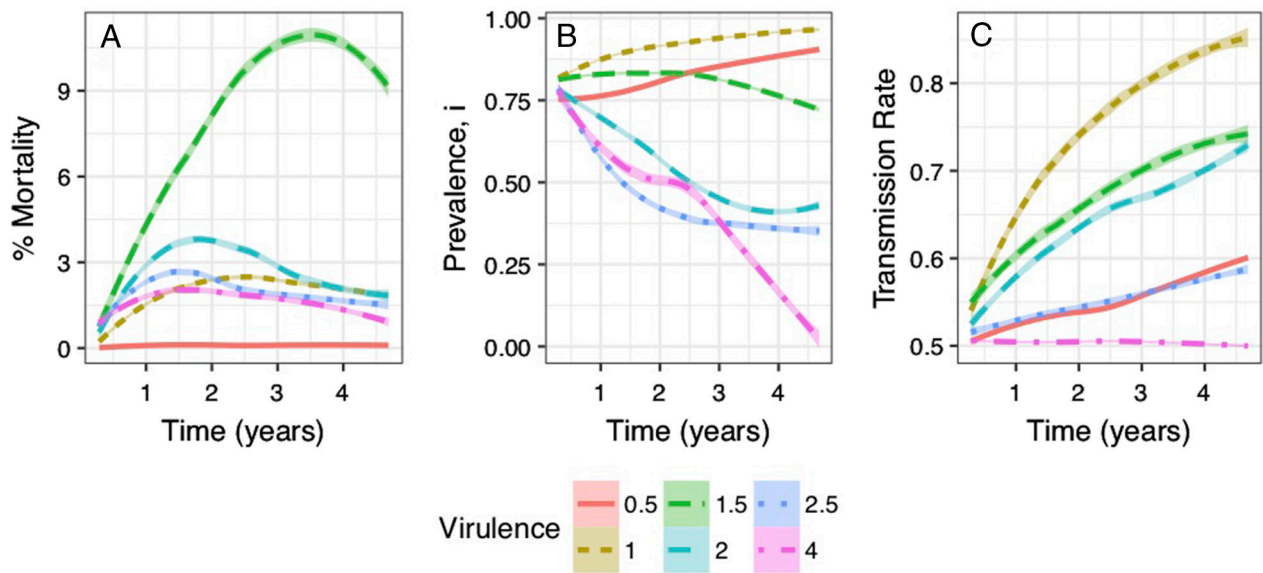 A
% Mortality
9
6
3
0
1 2 3 4
Time (years)
B
Prevalence, i
1.00
0.75
0.50
0.25
0.00
1 2 3 4
Time (years)
C
Transmission Rate
0.8
0.7
0.6
0.5
1 2 3 4
Time (years)
Virulence
0.5 1.5 2.5
1 2 4